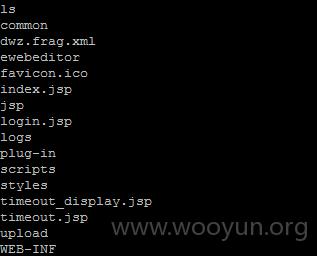 ls
common
dwz.frag.xml
ewebeditor
favicon.ico
index.jsp
jsp
login.jsp
logs
plug-in
scripts
styles
timeout_display.jsp
timeout.jsp
upload
WEB-INF
www.wooyun.org